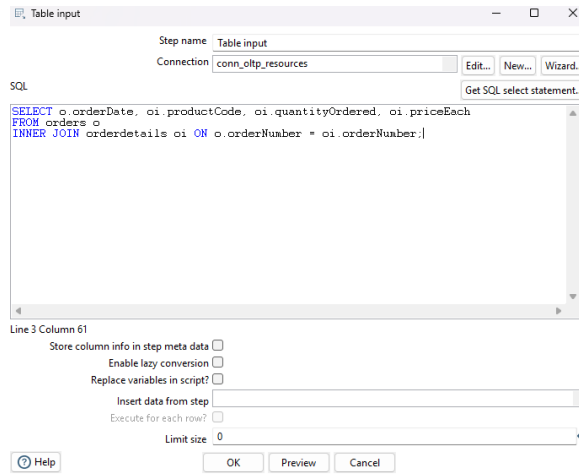 Table input
Step name Table input
Connection conn_oltp_resources Edit... New... Wizard.
SQL Get SQL select statement.
SELECT o.orderDate, oi.productCode, oi.quantityOrdered, oi.priceEach
FROM orders o
INNER JOIN orderdetails oi ON o.orderNumber = oi.orderNumber;
Line 3 Column 61
Store column info in step meta data
Enable lazy conversion
Replace variables in script?
Insert data from step
Execute for each row?
Limit size 0
Help OK Preview Cancel